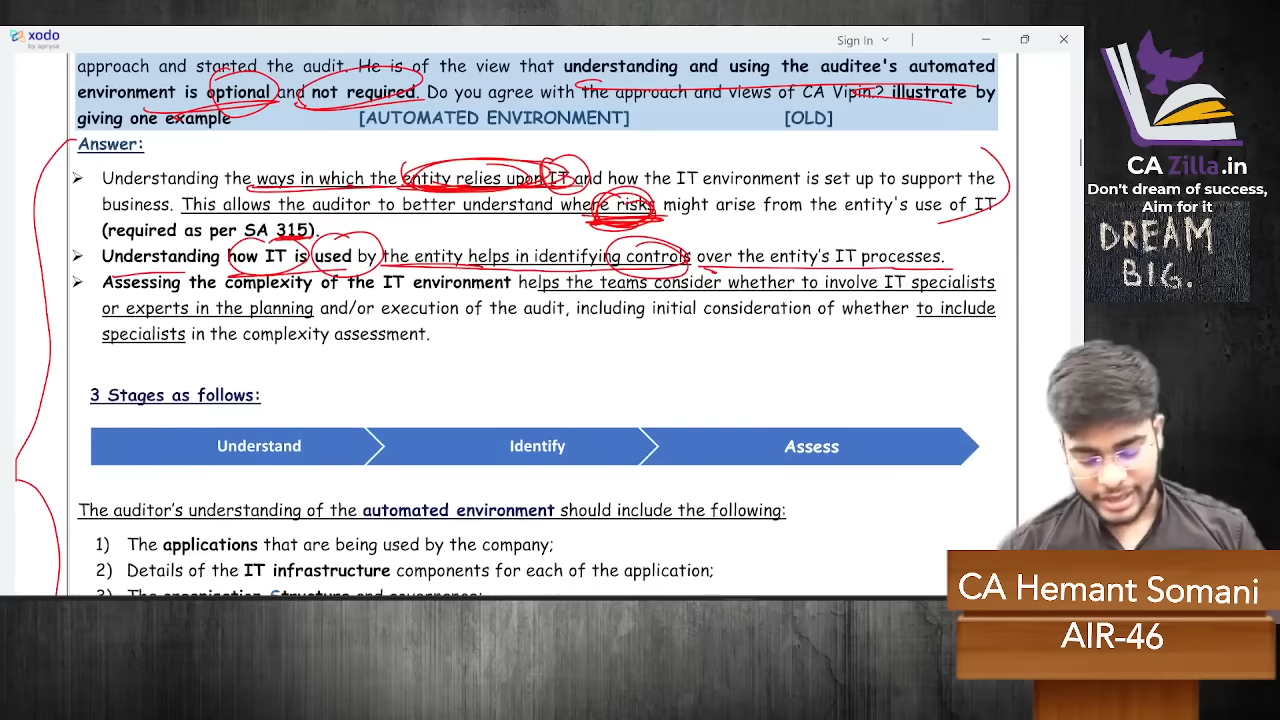 xodo
by apryse
Sign In
approach and started the audit. He is of the view that understanding and using the auditee's automated
environment is optional and not required. Do you agree with the approach and views of CA Vipin.? illustrate by
giving one example [AUTOMATED ENVIRONMENT] [OLD]
Answer:
➤ Understanding the ways in which the entity relies upon IT and how the IT environment is set up to support the
business. This allows the auditor to better understand where risks might arise from the entity's use of IT
(required as per SA 315).
➤ Understanding how IT is used by the entity helps in identifying controls over the entity's IT processes.
➤ Assessing the complexity of the IT environment helps the teams consider whether to involve IT specialists
or experts in the planning and/or execution of the audit, including initial consideration of whether to include
specialists in the complexity assessment.
3 Stages as follows:
Understand Identify Assess
The auditor's understanding of the automated environment should include the following:
1) The applications that are being used by the company;
2) Details of the IT infrastructure components for each of the application;
3) The organisation Structure and governance;
CA Zilla.in
Don't dream of success,
Aim for it
DREAM
BIG.
CA Hemant Somani
AIR-46